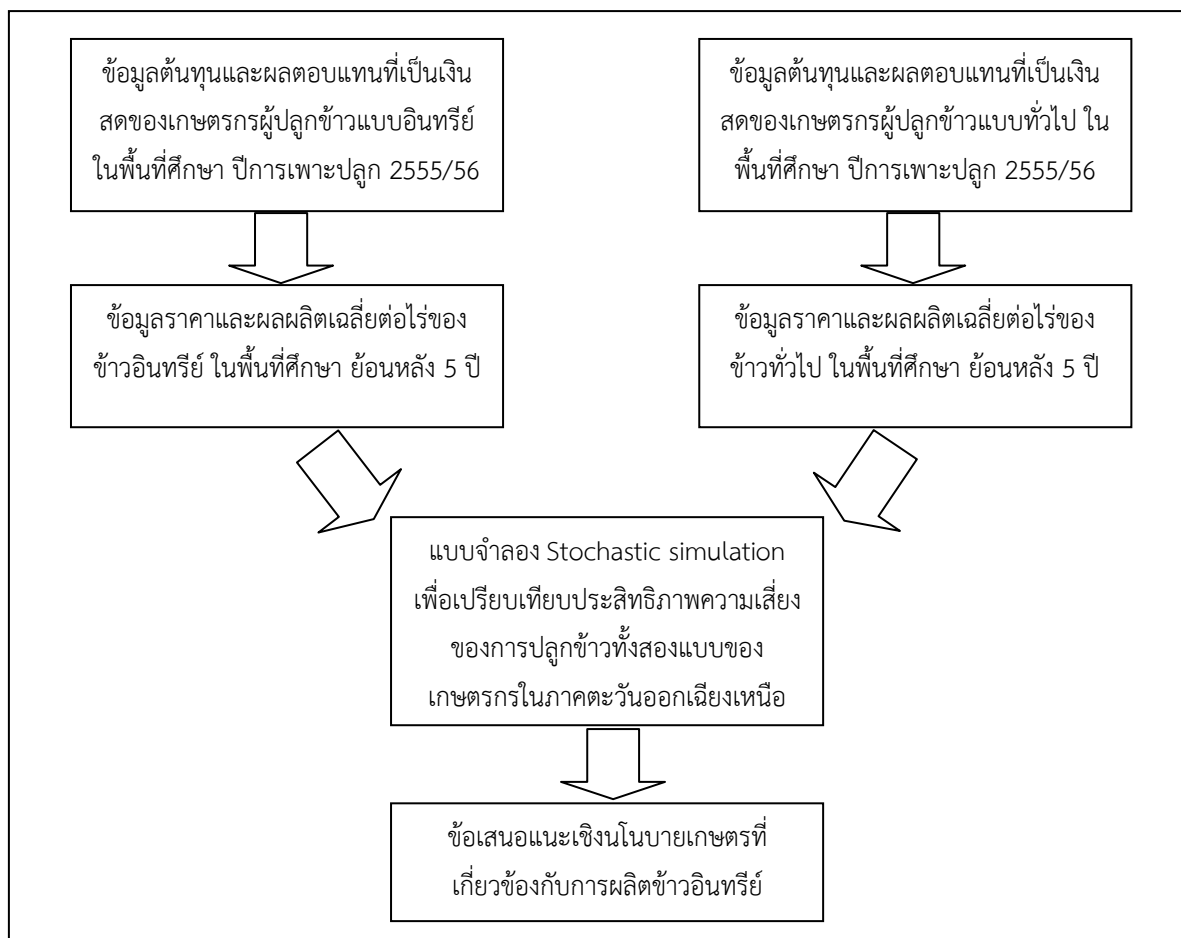 ข้อมูลต้นทุนและผลตอบแทนที่เป็นเงิน
สดของเกษตรกรผู้ปลูกข้าวแบบอินทรีย์
ในพื้นที่ศึกษา ปีการเพาะปลูก 2555/56
ข้อมูลต้นทุนและผลตอบแทนที่เป็นเงิน
สดของเกษตรกรผู้ปลูกข้าวแบบทั่วไป ใน
พื้นที่ศึกษา ปีการเพาะปลูก 2555/56
ข้อมูลราคาและผลผลิตเฉลี่ยต่อไร่ของ
ข้าวอินทรีย์ ในพื้นที่ศึกษา ย้อนหลัง 5 ปี
ข้อมูลราคาและผลผลิตเฉลี่ยต่อไร่ของ
ข้าวทั่วไป ในพื้นที่ศึกษา ย้อนหลัง 5 ปี
แบบจำลอง Stochastic simulation
เพื่อเปรียบเทียบประสิทธิภาพความเสี่ยง
ของการปลูกข้าวทั้งสองแบบของ
เกษตรกรในภาคตะวันออกเฉียงเหนือ
ข้อเสนอแนะเชิงนโนบายเกษตรที่
เกี่ยวข้องกับการผลิตข้าวอินทรีย์